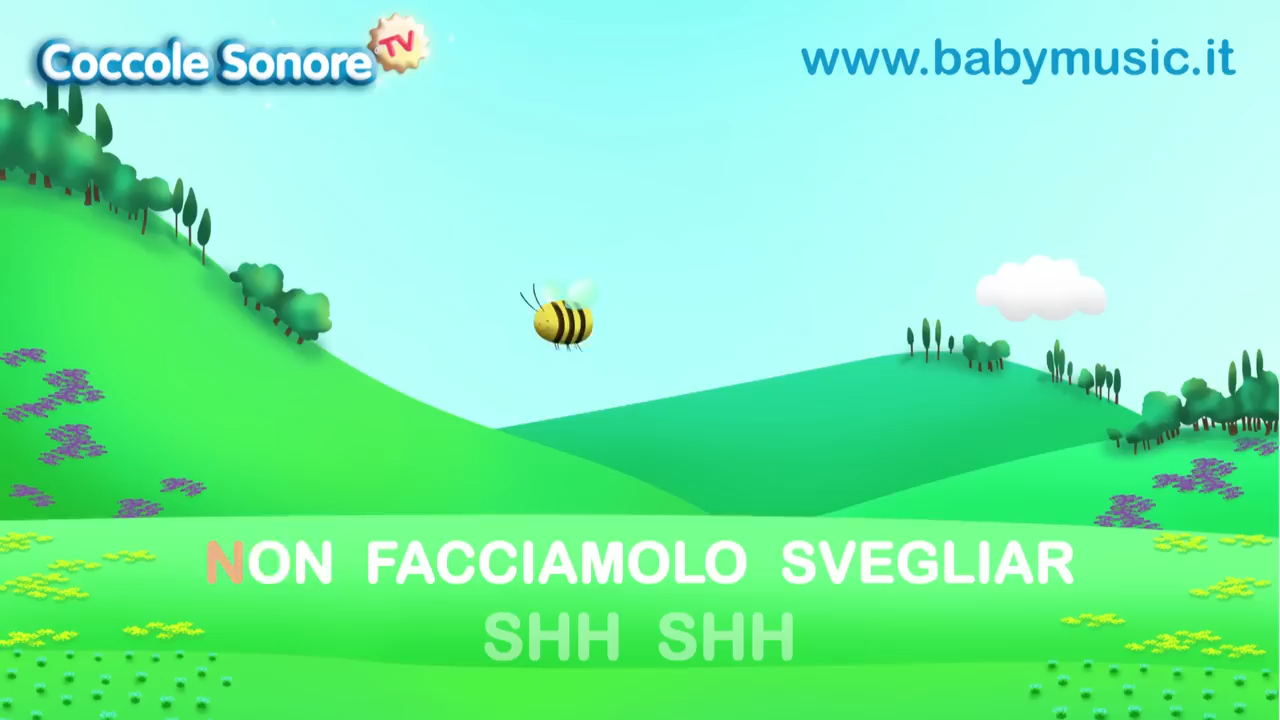 Coccole Sonore TV
www.babymusic.it
NON FACCIAMOLO SVEGLIAR
SHH SHH